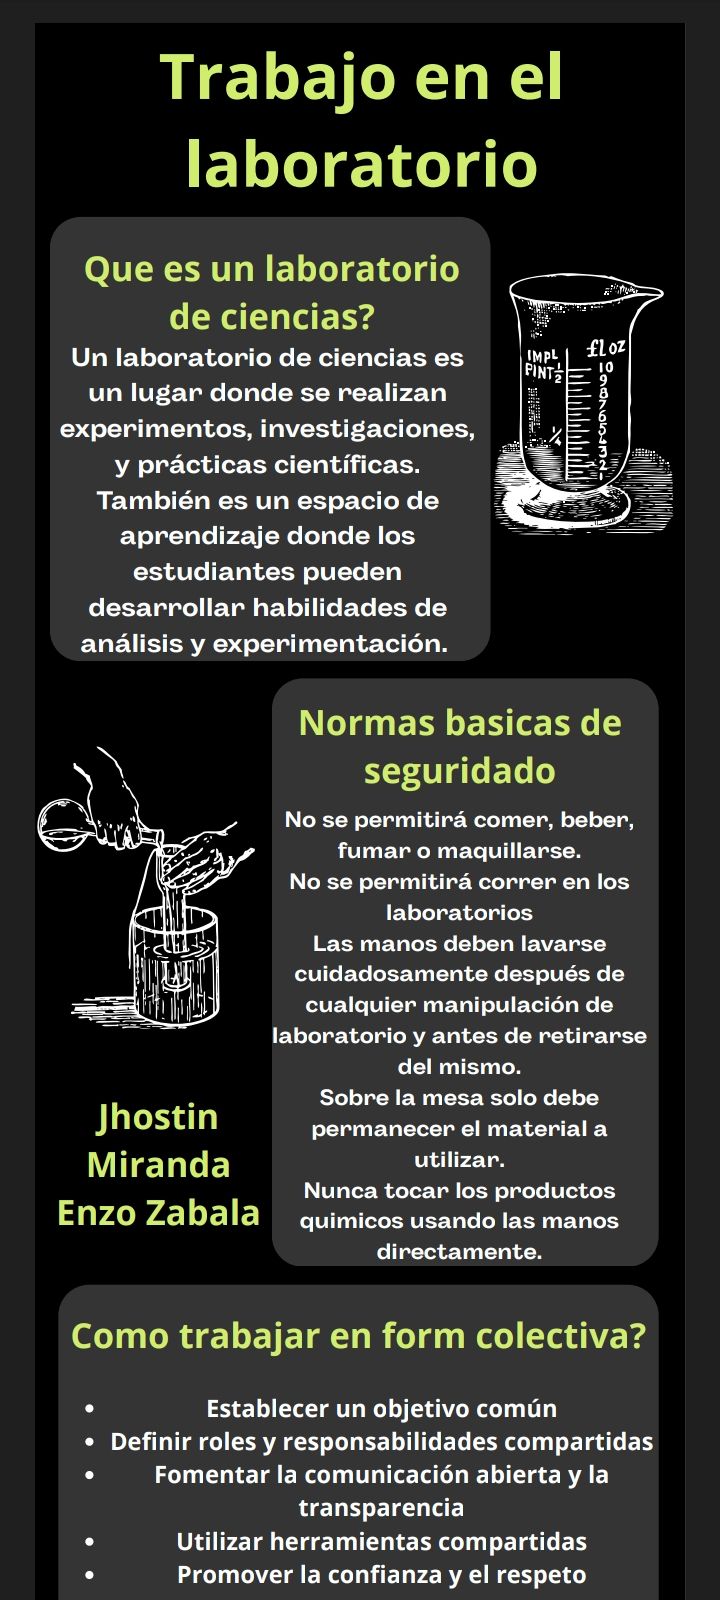 Trabajo en el
laboratorio
Que es un laboratorio
de ciencias?
Un laboratorio de ciencias es
un lugar donde se realizan
experimentos, investigaciones,
y prácticas científicas.
También es un espacio de
aprendizaje donde los
estudiantes pueden
desarrollar habilidades de
análisis y experimentación.
IMPL
PINT 1/2
1/4
fl oz
10
9
8
7
6
5
4
3
2
1
Normas basicas de
seguridado
No se permitirá comer, beber,
fumar o maquillarse.
No se permitirá correr en los
laboratorios
Las manos deben lavarse
cuidadosamente después de
cualquier manipulación de
laboratorio y antes de retirarse
del mismo.
Sobre la mesa solo debe
permanecer el material a
utilizar.
Nunca tocar los productos
quimicos usando las manos
directamente.
Jhostin
Miranda
Enzo Zabala
Como trabajar en form colectiva?
• Establecer un objetivo común
• Definir roles y responsabilidades compartidas
• Fomentar la comunicación abierta y la
transparencia
• Utilizar herramientas compartidas
• Promover la confianza y el respeto